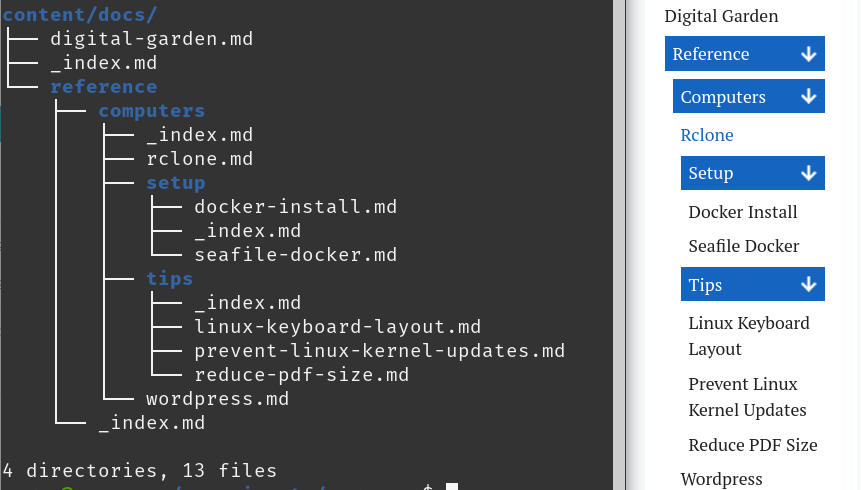 content/docs/
├── digital-garden.md
├── _index.md
└── reference
├── computers
├── _index.md
├── rclone.md
├── setup
├── docker-install.md
├── _index.md
└── seafile-docker.md
├── tips
├── _index.md
├── linux-keyboard-layout.md
├── prevent-linux-kernel-updates.md
└── reduce-pdf-size.md
└── wordpress.md
└── _index.md
4 directories, 13 files
Digital Garden
Reference
Computers
Rclone
Setup
Docker Install
Seafile Docker
Tips
Linux Keyboard
Layout
Prevent Linux
Kernel Updates
Reduce PDF Size
Wordpress